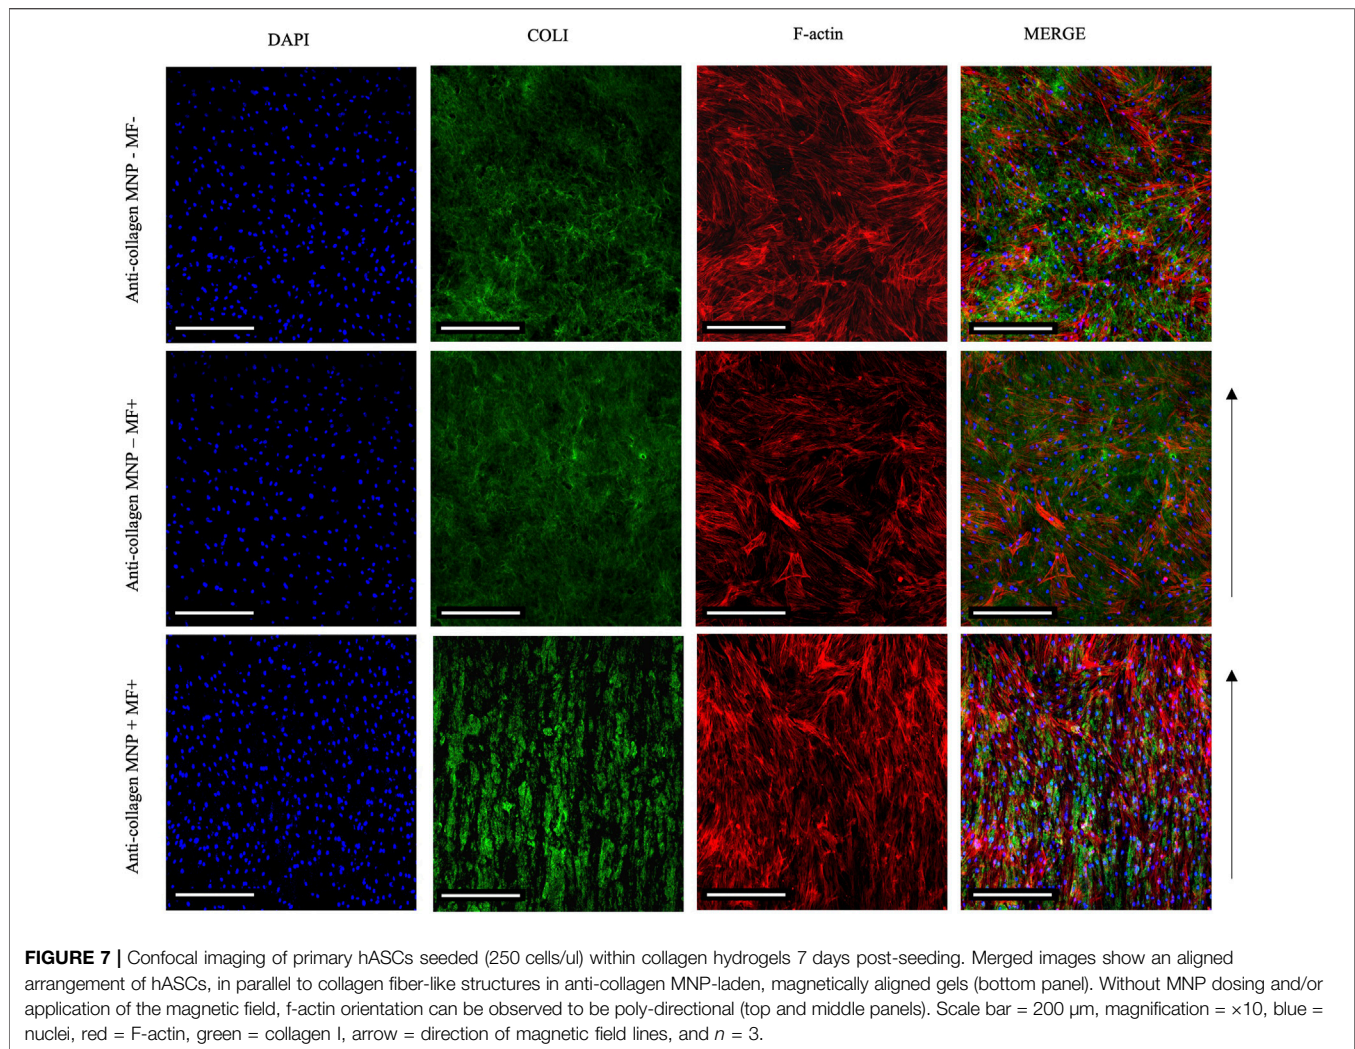 DAPI COLI F-actin MERGE
Anti-collagen MNP - MF-
Anti-collagen MNP – MF+
Anti-collagen MNP + MF+
FIGURE 7 | Confocal imaging of primary hASCs seeded (250 cells/ul) within collagen hydrogels 7 days post-seeding. Merged images show an aligned
arrangement of hASCs, in parallel to collagen fiber-like structures in anti-collagen MNP-laden, magnetically aligned gels (bottom panel). Without MNP dosing and/or
application of the magnetic field, f-actin orientation can be observed to be poly-directional (top and middle panels). Scale bar = 200 μm, magnification = ×10, blue =
nuclei, red = F-actin, green = collagen I, arrow = direction of magnetic field lines, and n = 3.